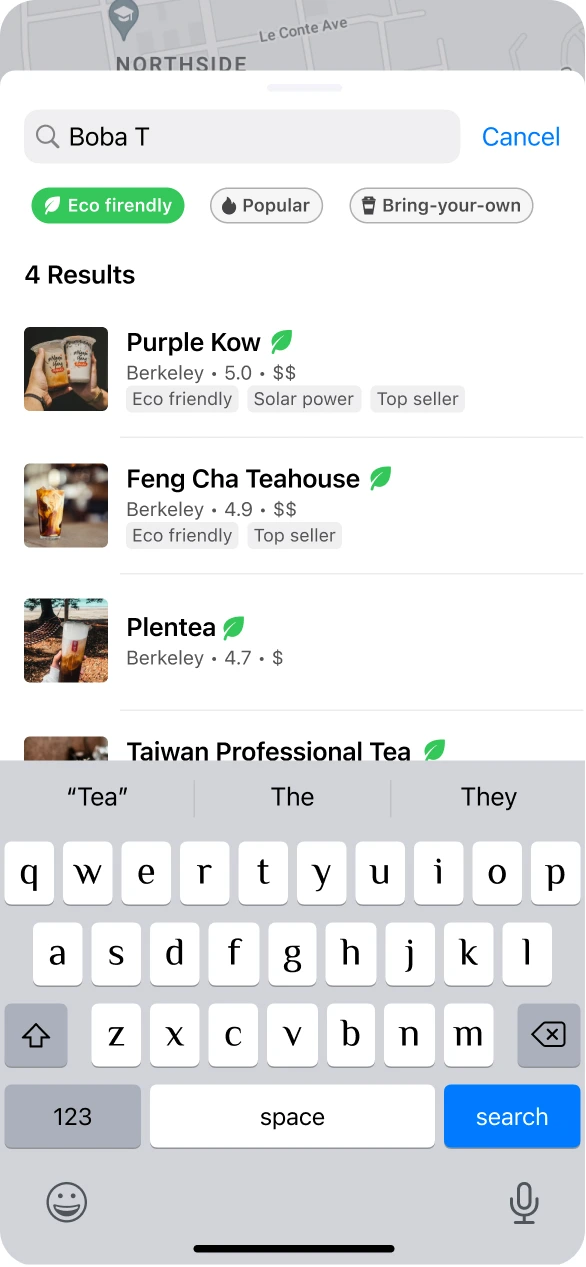 Le Conte Ave
NORTHSIDE
Boba T
Cancel
Eco firendly
Popular
Bring-your-own
4 Results
Purple Kow
Berkeley • 5.0 • $$
Eco friendly Solar power Top seller
Feng Cha Teahouse
Berkeley • 4.9 • $$
Eco friendly Top seller
Plentea
Berkeley • 4.7 • $
Taiwan Professional Tea
“Tea” The They
q w e r t y u i o p
a s d f g h j k l
z x c v b n m
123 space search